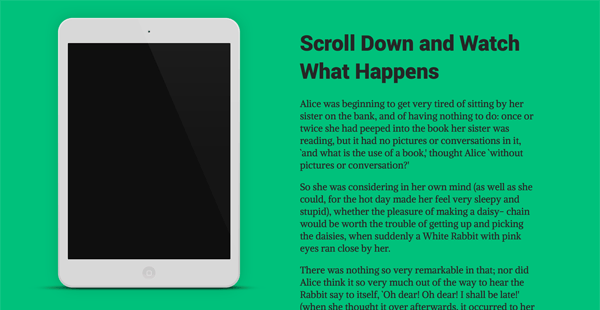 Scroll Down and Watch
What Happens
Alice was beginning to get very tired of sitting by her
sister on the bank, and of having nothing to do: once or
twice she had peeped into the book her sister was
reading, but it had no pictures or conversations in it,
'and what is the use of a book,' thought Alice `without
pictures or conversation?'
So she was considering in her own mind (as well as she
could, for the hot day made her feel very sleepy and
stupid), whether the pleasure of making a daisy- chain
would be worth the trouble of getting up and picking
the daisies, when suddenly a White Rabbit with pink
eyes ran close by her.
There was nothing so very remarkable in that; nor did
Alice think it so very much out of the way to hear the
Rabbit say to itself, `Oh dear! Oh dear! I shall be late!'
(when she thought it over afterwards, it occurred to her